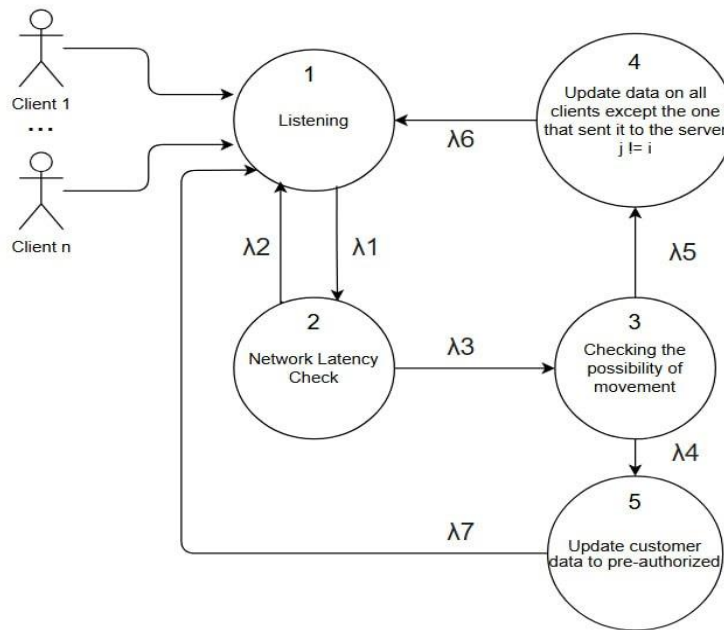 Client 1
...
Client n
1
Listening
4
Update data on all
clients except the one
that sent it to the server
j != i
λ6
λ2
λ1
λ5
2
Network Latency
Check
λ3
3
Checking the
possibility of
movement
λ4
5
Update customer
data to pre-authorized
λ7